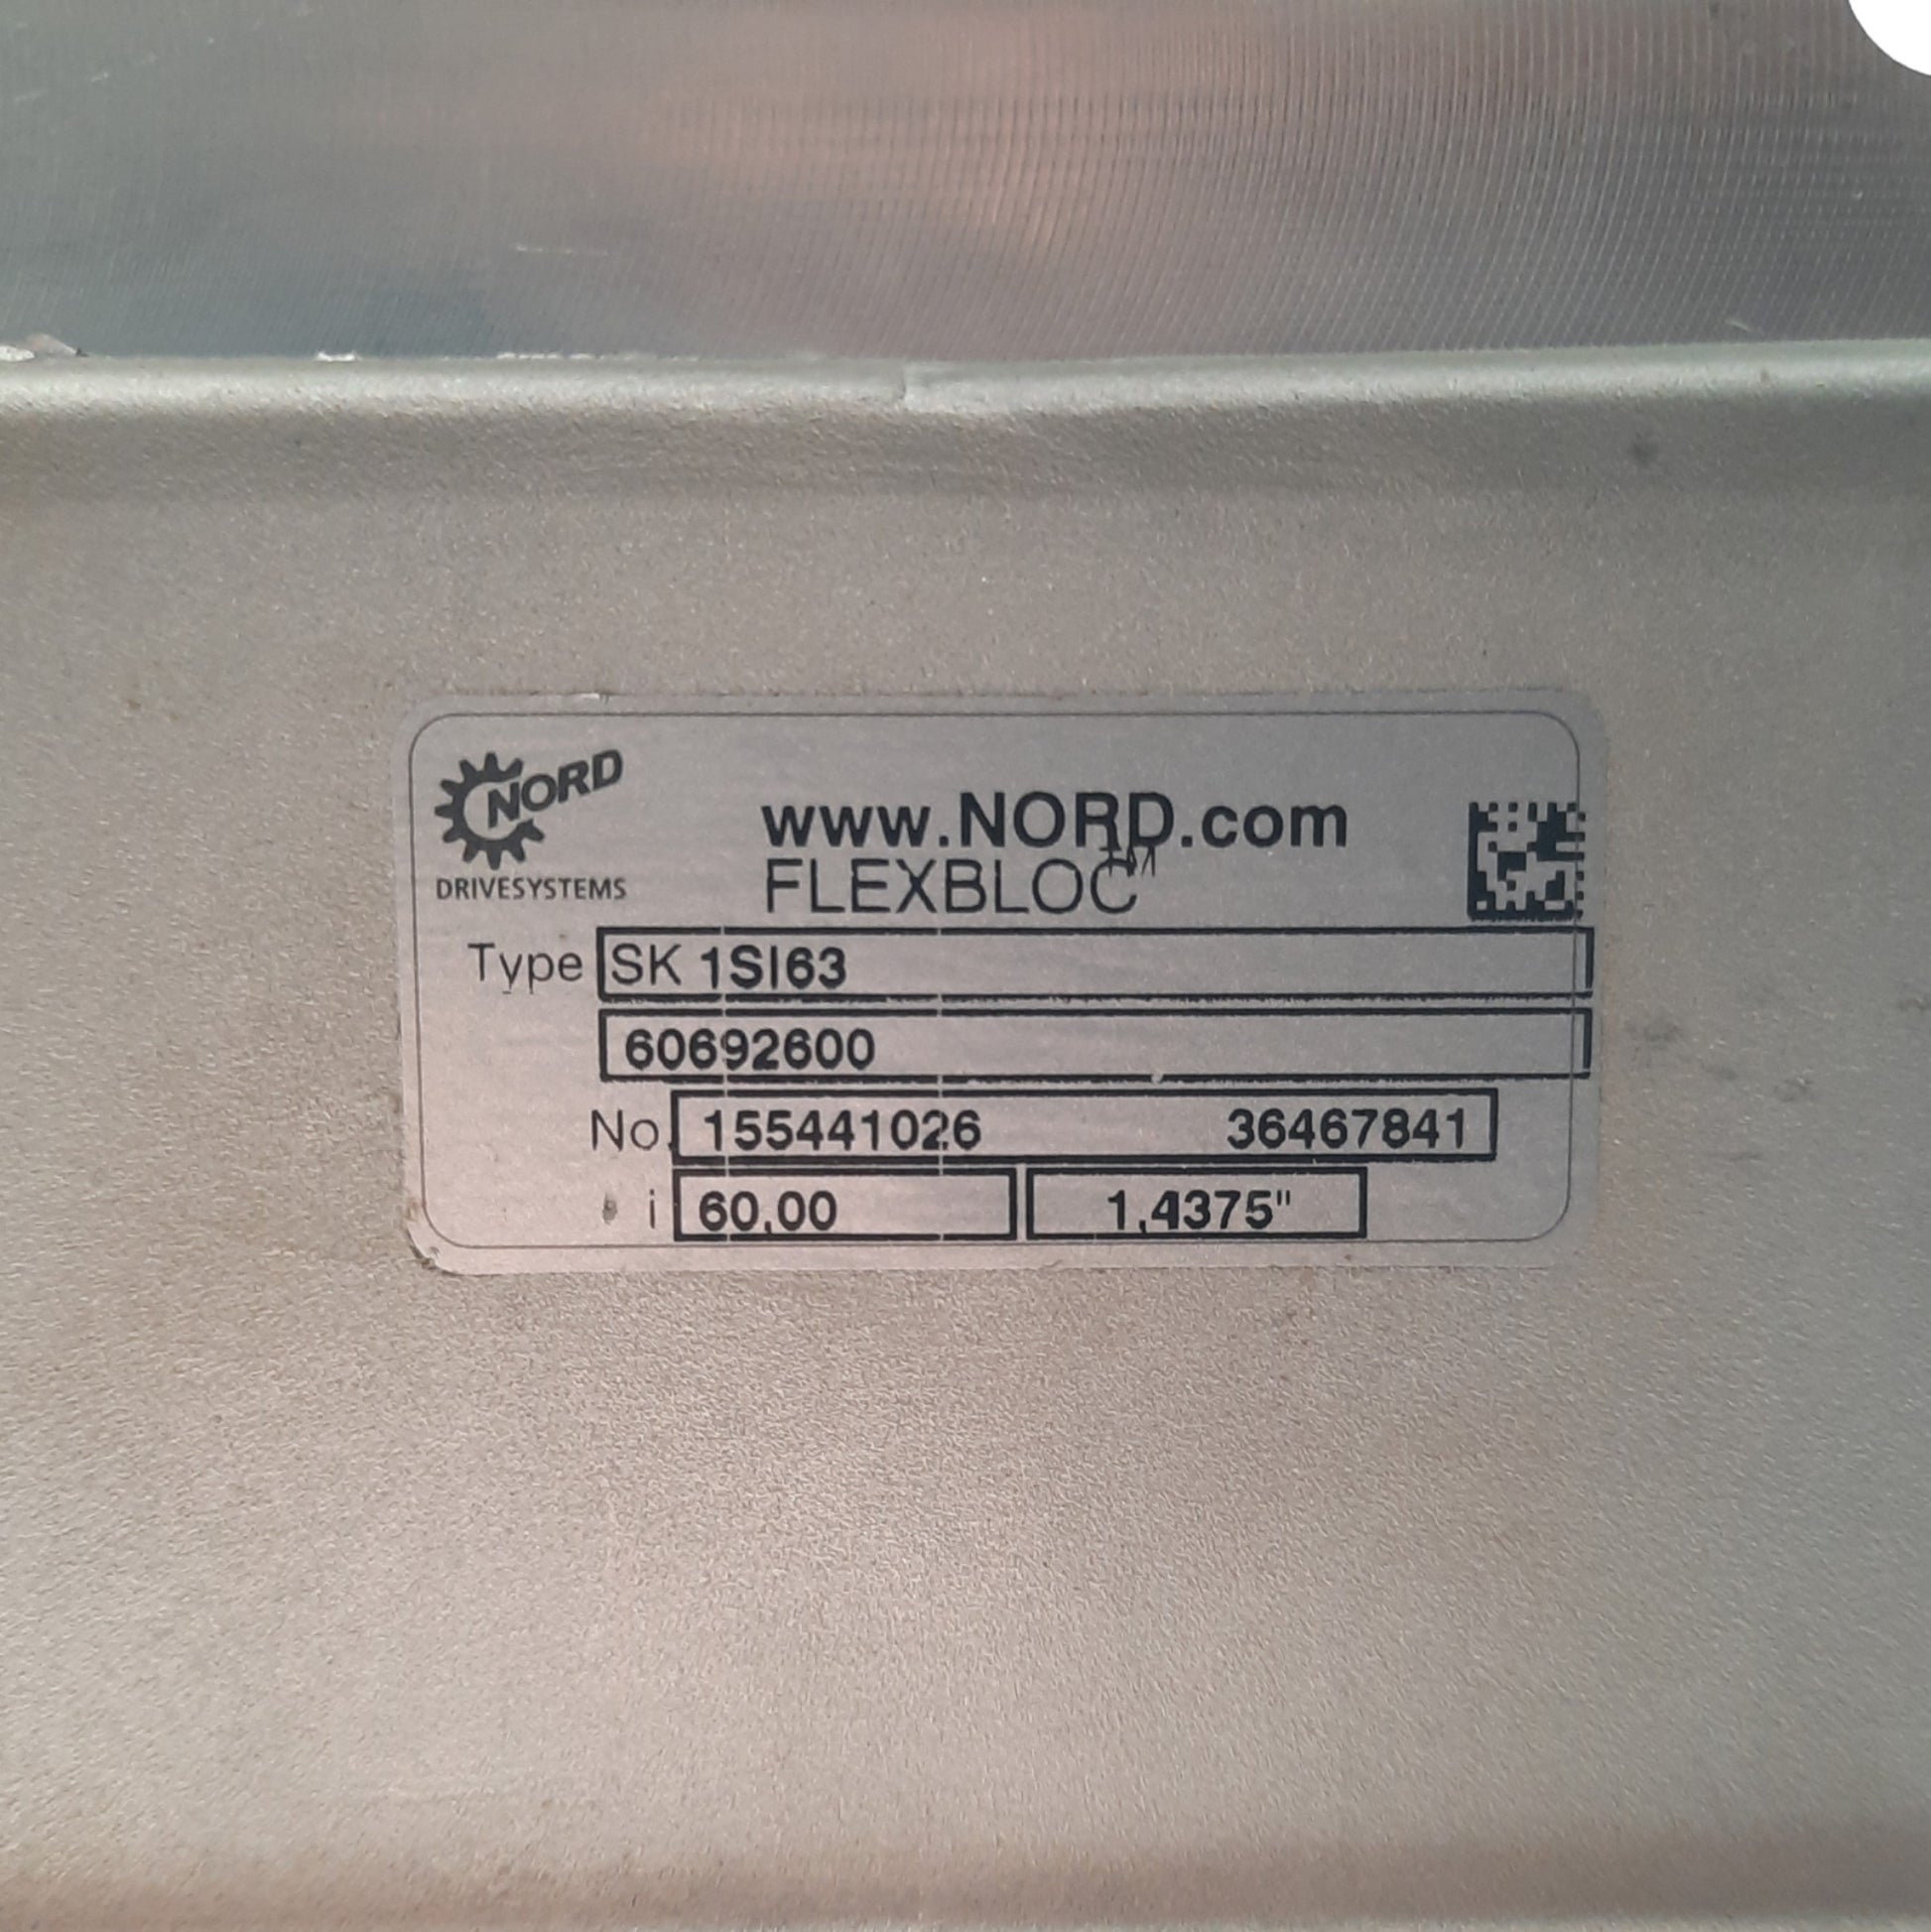 NORD
DRIVESYSTEMS
www.NORD.com
FLEXBLOC™
Type SK 1SI63
60692600
No. 155441026 36467841
i 60,00 1,4375"